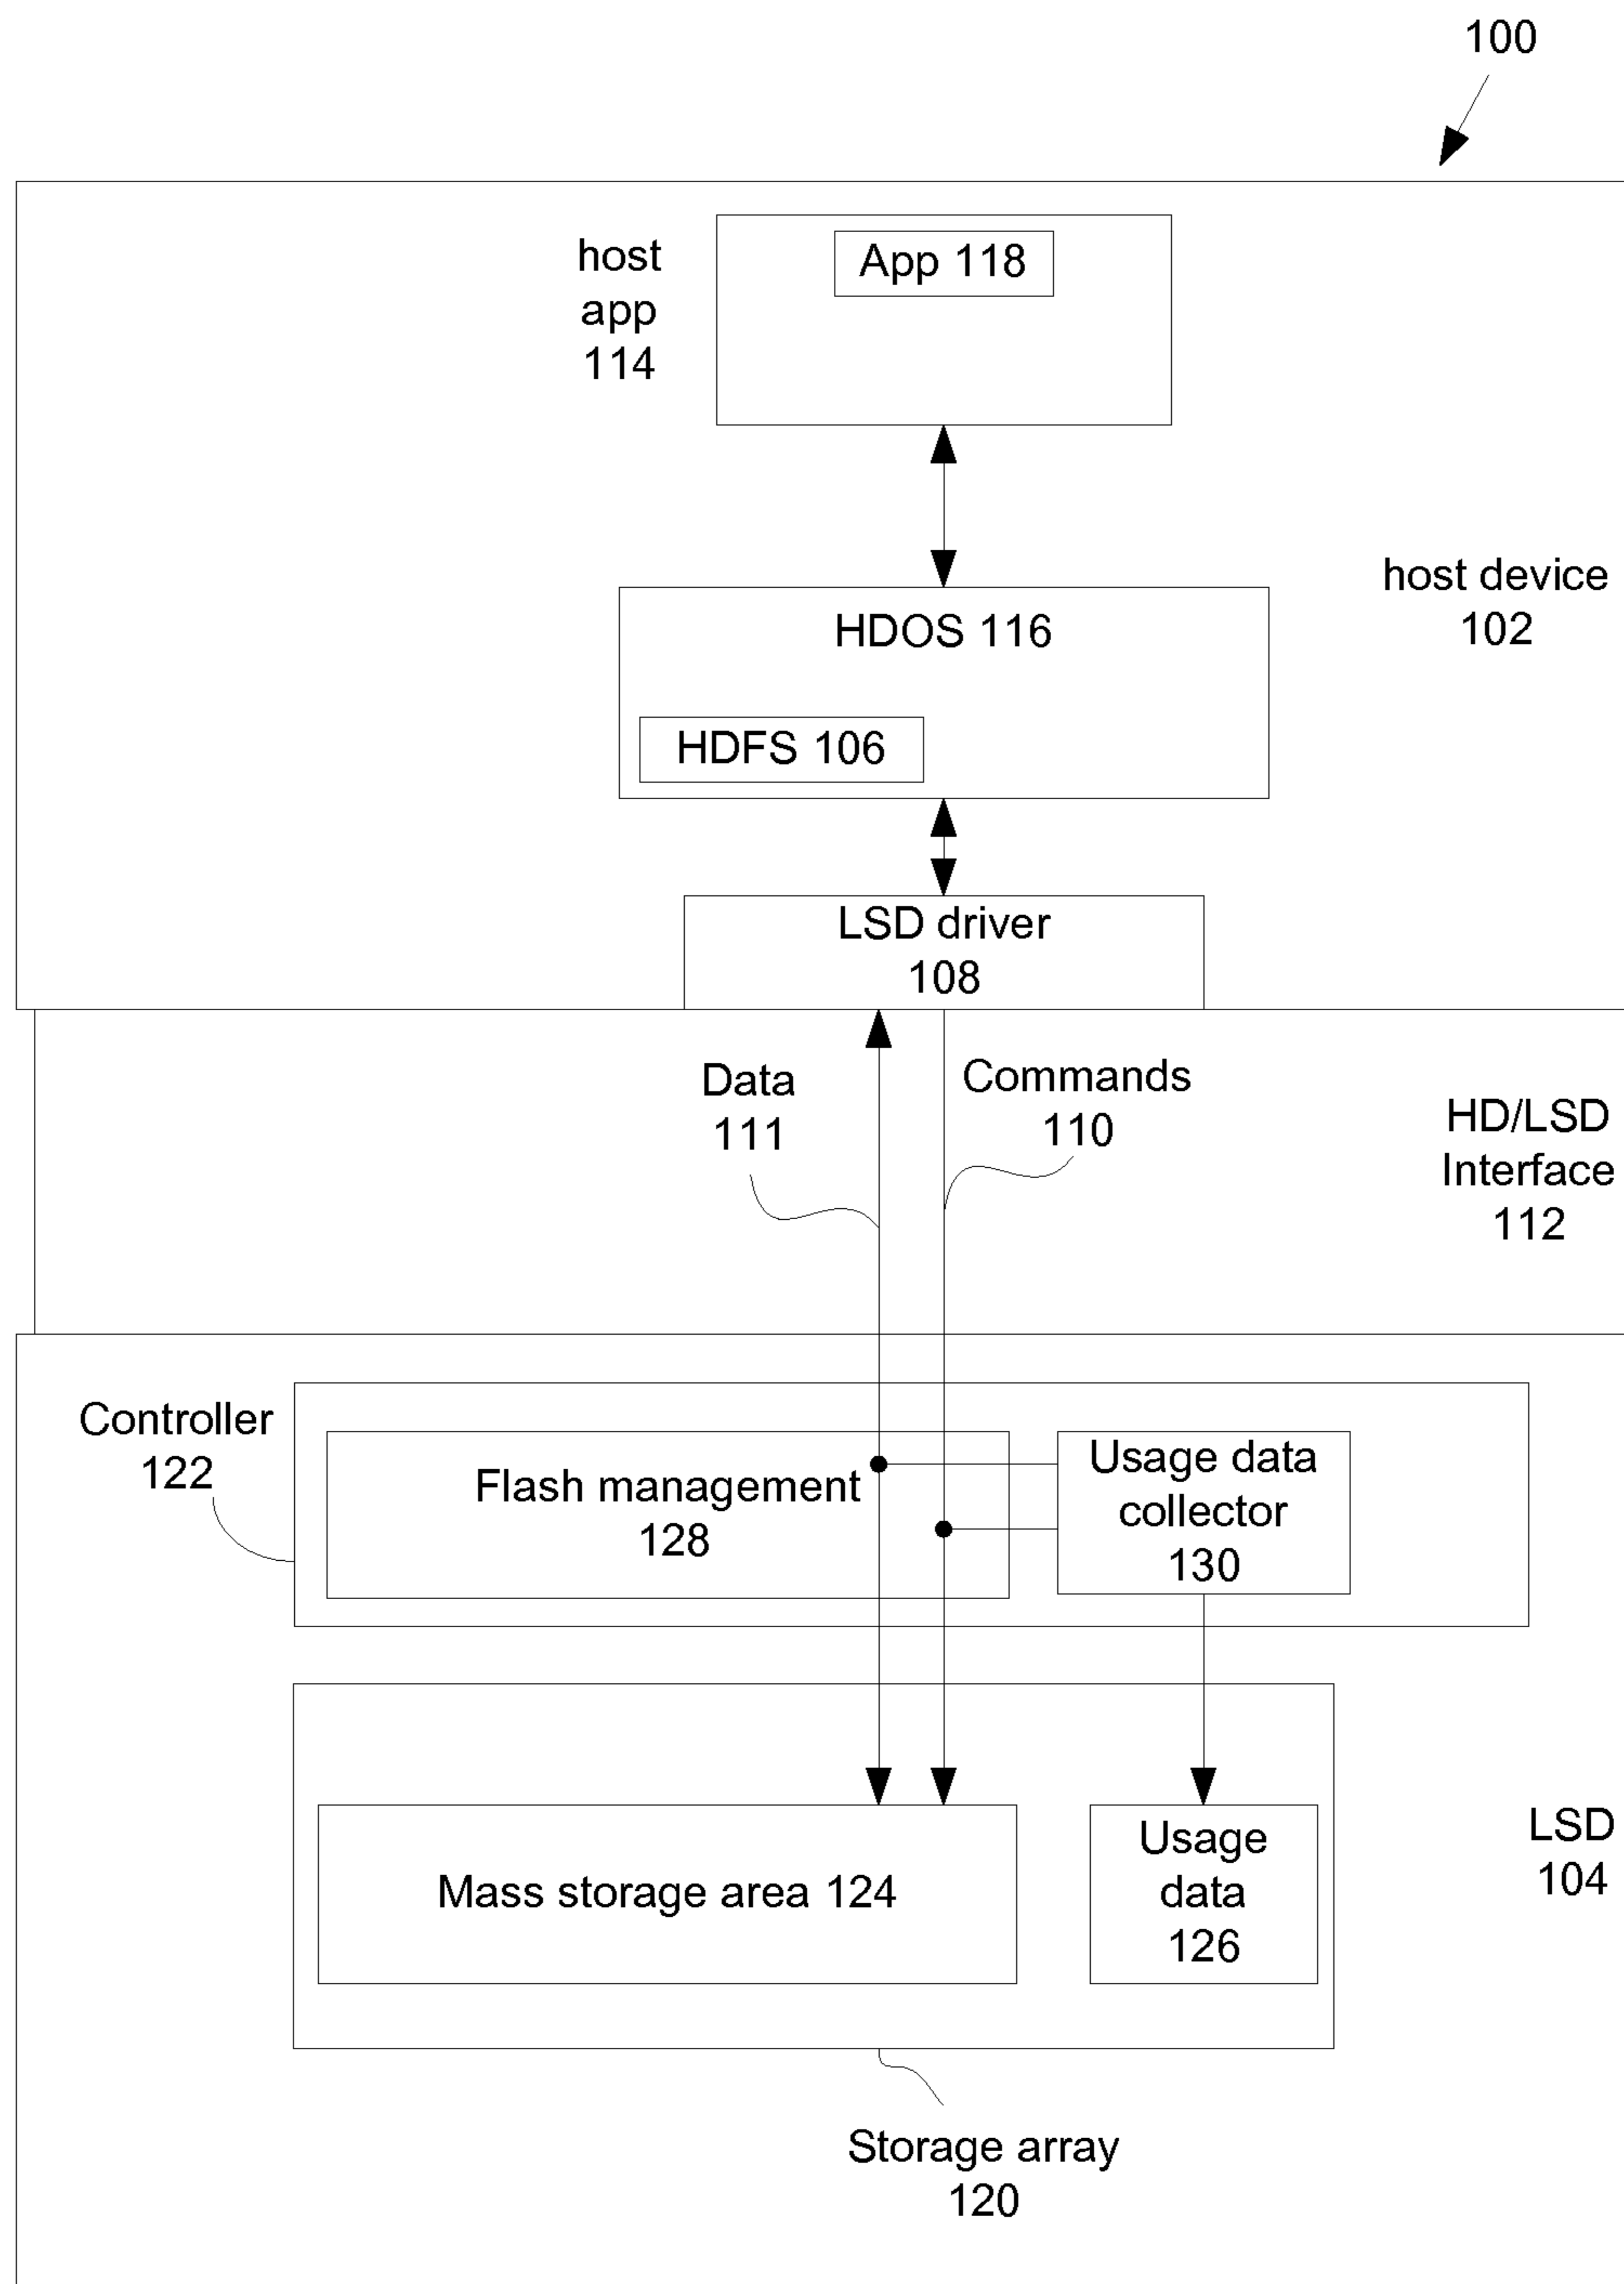 100
host
app
114
App 118
HDOS 116
host device
102
HDFS 106
LSD driver
108
Data
111
Commands
110
HD/LSD
Interface
112
Controller
122
Flash management
128
Usage data
collector
130
Mass storage area 124
Usage
data
126
LSD
104
Storage array
120